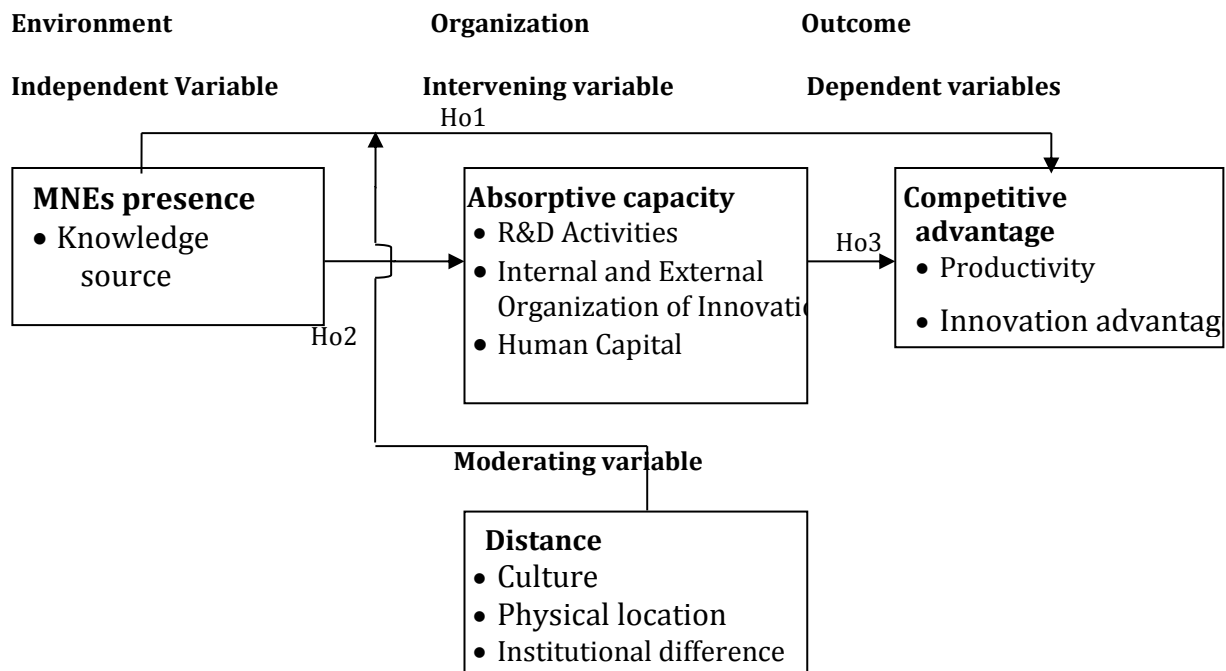 Environment Organization Outcome
Independent Variable Intervening variable Dependent variables
Ho1
MNEs presence
• Knowledge
source
Ho2
Absorptive capacity
• R&D Activities
• Internal and External
Organization of Innovatio
• Human Capital
Ho3
Competitive
advantage
• Productivity
• Innovation advantag
Moderating variable
Distance
• Culture
• Physical location
• Institutional difference